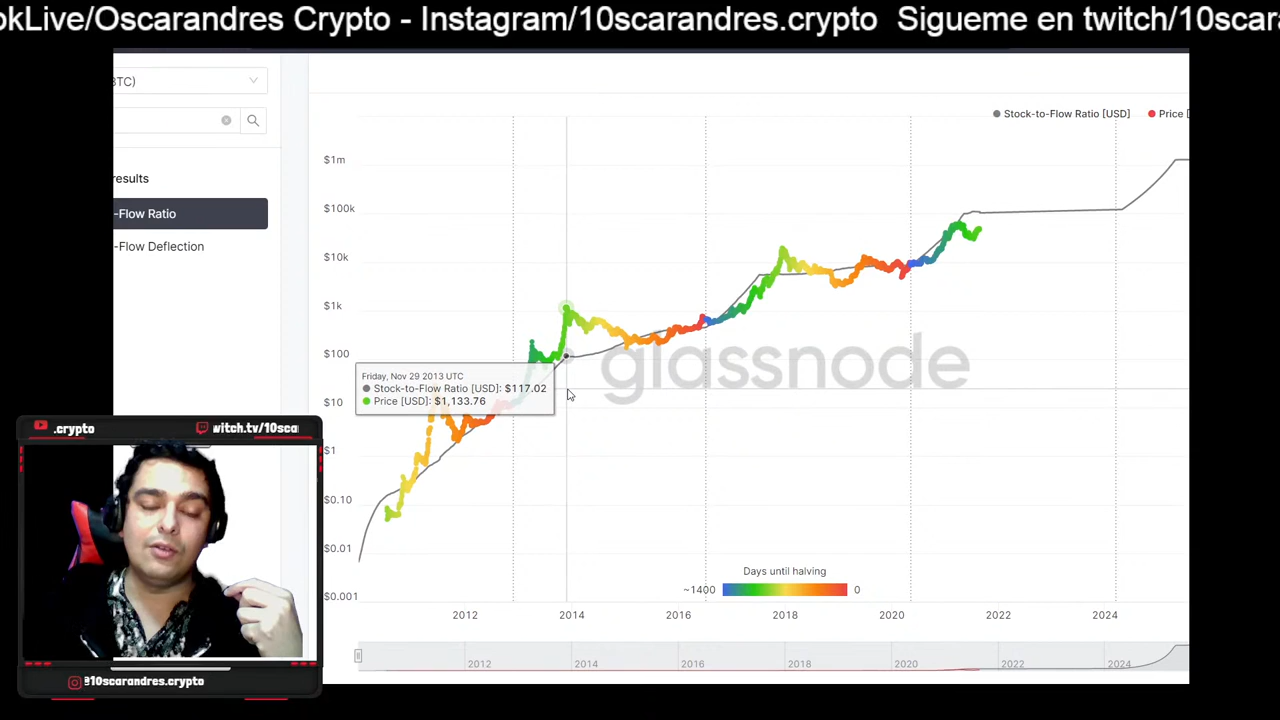 okLive/Oscarandres Crypto - Instagram/10scarandres.crypto Sigueme en twitch/10scara
BTC)
results
-Flow Ratio
-Flow Deflection
Stock-to-Flow Ratio [USD] Price [
$1m
$100k
$10k
$1k
$100
$10
$1
$0.10
$0.01
$0.001
glassnode
Friday, Nov 29 2013 UTC
Stock-to-Flow Ratio [USD]: $117.02
Price [USD]: $1,133.76
Days until halving
~1400 0
2012 2014 2016 2018 2020 2022 2024
2012 2014 2016 2018 2020 2022 2024
.crypto witch.tv/10sca
@10scarandres.crypto